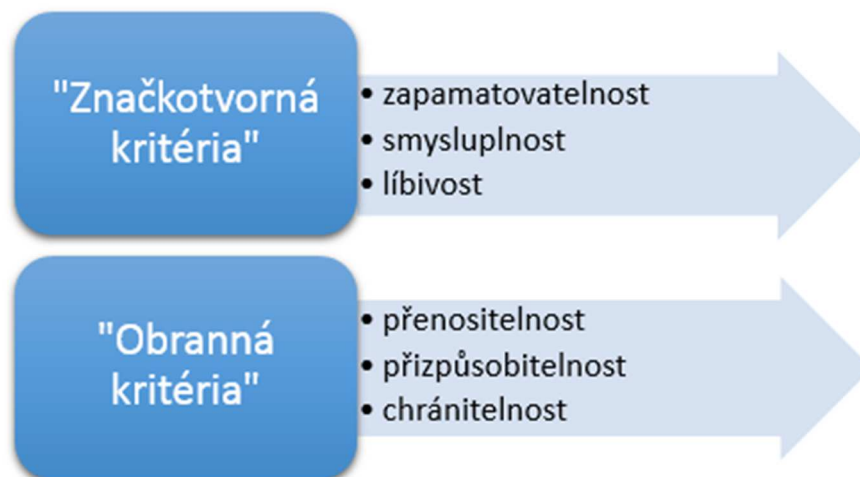 "Značkotvorná
kritéria"
• zapamatovatelnost
• smysluplnost
• líbivost
"Obranná
kritéria"
• přenositelnost
• přizpůsobitelnost
• chránitelnost